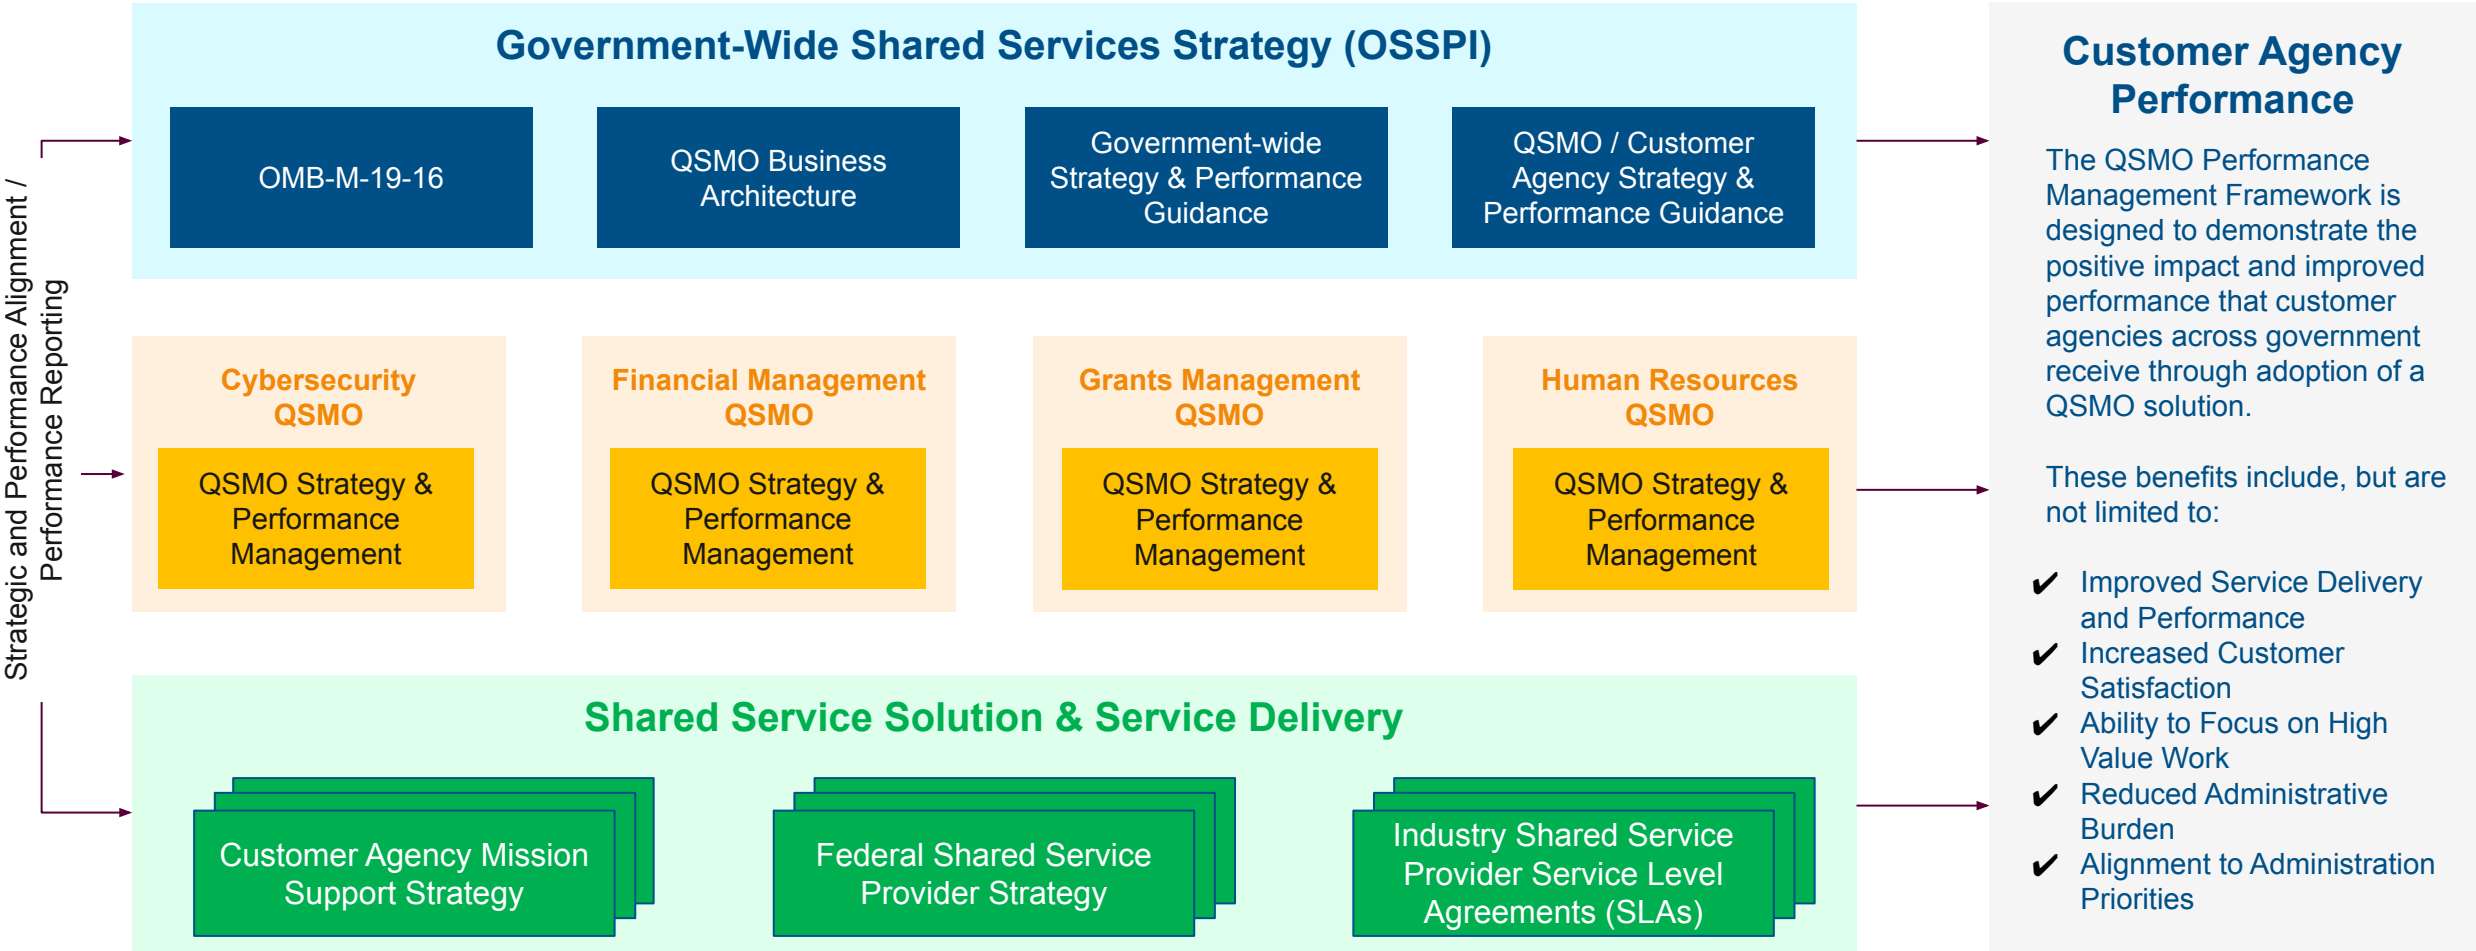 Strategic and Performance Alignment /
Performance Reporting
Government-Wide Shared Services Strategy (OSSPI)
OMB-M-19-16
QSMO Business
Architecture
Government-wide
Strategy & Performance
Guidance
QSMO / Customer
Agency Strategy &
Performance Guidance
Cybersecurity
QSMO
QSMO Strategy &
Performance
Management
Financial Management
QSMO
QSMO Strategy &
Performance
Management
Grants Management
QSMO
QSMO Strategy &
Performance
Management
Human Resources
QSMO
QSMO Strategy &
Performance
Management
Shared Service Solution & Service Delivery
Customer Agency Mission
Support Strategy
Federal Shared Service
Provider Strategy
Industry Shared Service
Provider Service Level
Agreements (SLAs)
Customer Agency
Performance
The QSMO Performance
Management Framework is
designed to demonstrate the
positive impact and improved
performance that customer
agencies across government
receive through adoption of a
QSMO solution.
These benefits include, but are
not limited to:
✔ Improved Service Delivery
and Performance
✔ Increased Customer
Satisfaction
✔ Ability to Focus on High
Value Work
✔ Reduced Administrative
Burden
✔ Alignment to Administration
Priorities